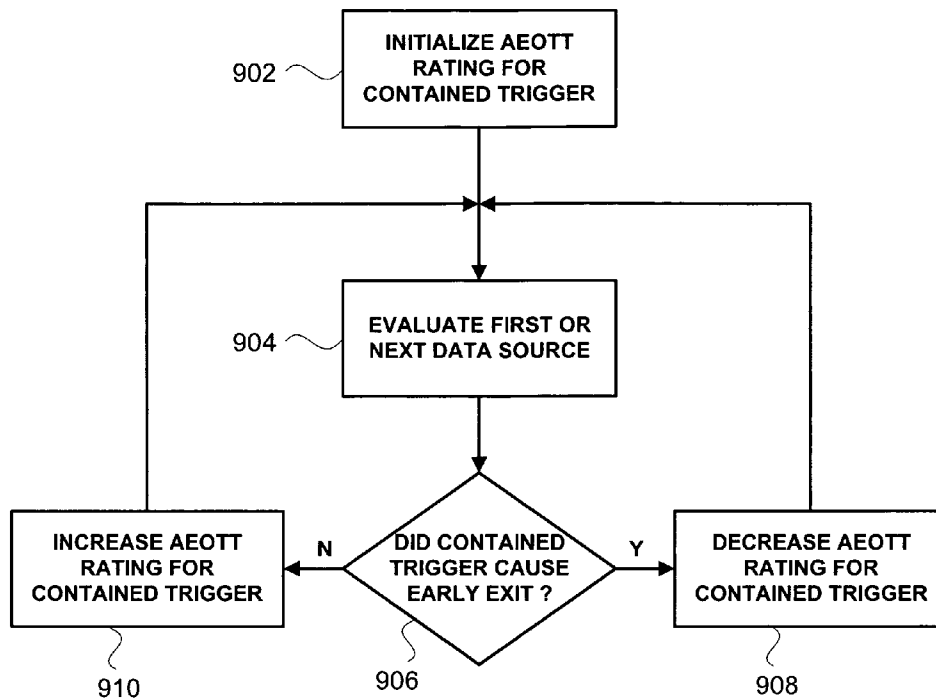 INITIALIZE AEOTT
RATING FOR
CONTAINED TRIGGER
902
EVALUATE FIRST OR
NEXT DATA SOURCE
904
INCREASE AEOTT
RATING FOR
CONTAINED TRIGGER
910
N
DID CONTAINED
TRIGGER CAUSE
EARLY EXIT ?
906
Y
DECREASE AEOTT
RATING FOR
CONTAINED TRIGGER
908